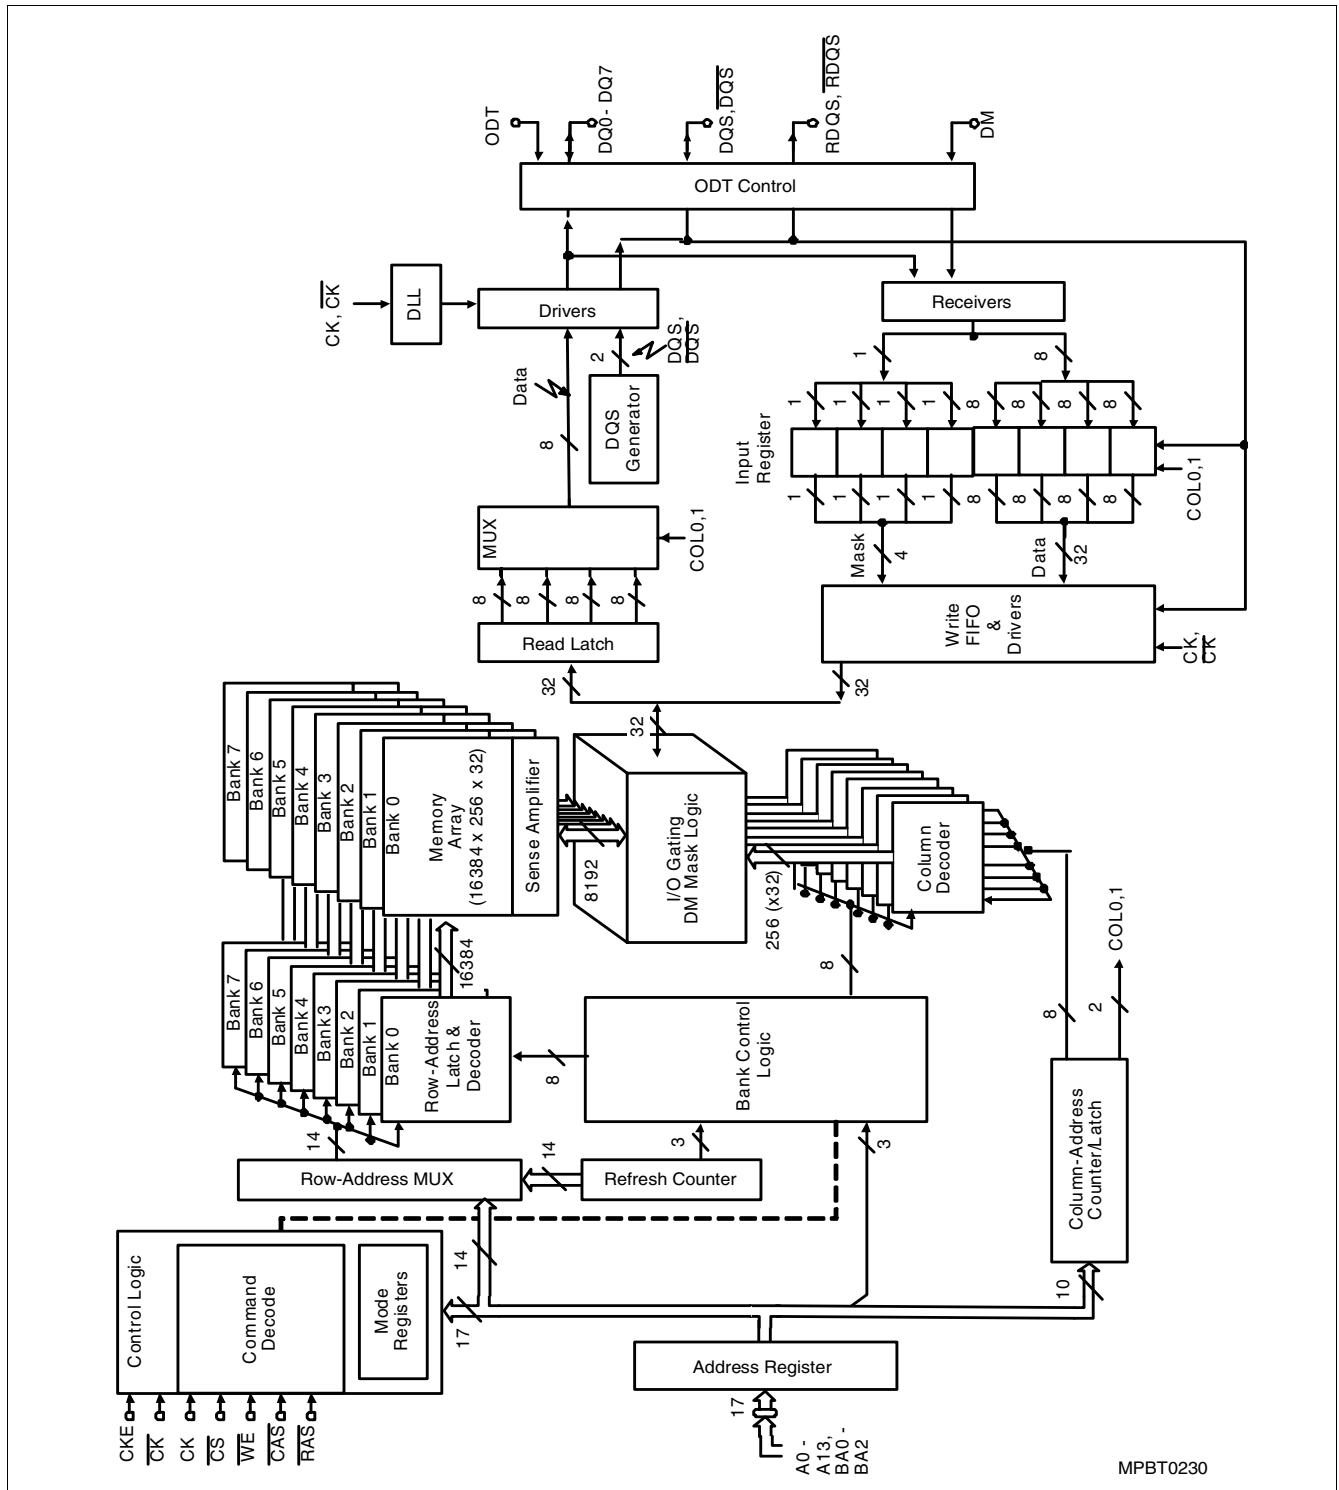 ODT
DQ0 - DQ7
DQS, DQS
RDQS, RDQS
DM
ODT Control
CK, CK
DLL
Drivers
Receivers
2
DQS,
DQS
Data
8
DQS
Generator
1
8
1
1
1
1
8
8
8
8
Input
Register
1
1
1
1
8
8
8
8
COL0,1
MUX
COL0,1
Mask
4
Data
32
8
8
8
8
Read Latch
Write
FIFO
&
Drivers
CK,
CK
32
32
32
Bank 7
Bank 6
Bank 5
Bank 4
Bank 3
Bank 2
Bank 1
Bank 0
Memory
Array
(16384 x 256 x 32)
Sense Amplifier
8192
I/O Gating
DM Mask Logic
256 (x32)
Column
Decoder
16384
Bank 7
Bank 6
Bank 5
Bank 4
Bank 3
Bank 2
Bank 1
Bank 0
Row-Address
Latch &
Decoder
8
Bank Control
Logic
8
8
2
COL0,1
14
Row-Address MUX
14
Refresh Counter
3
3
Column-Address
Counter/Latch
10
14
17
Control Logic
Command
Decode
Mode
Registers
Address Register
17
CKE
CK
CK
CS
WE
CAS
RAS
A0 -
A13,
BA0 -
BA2
MPBT0230